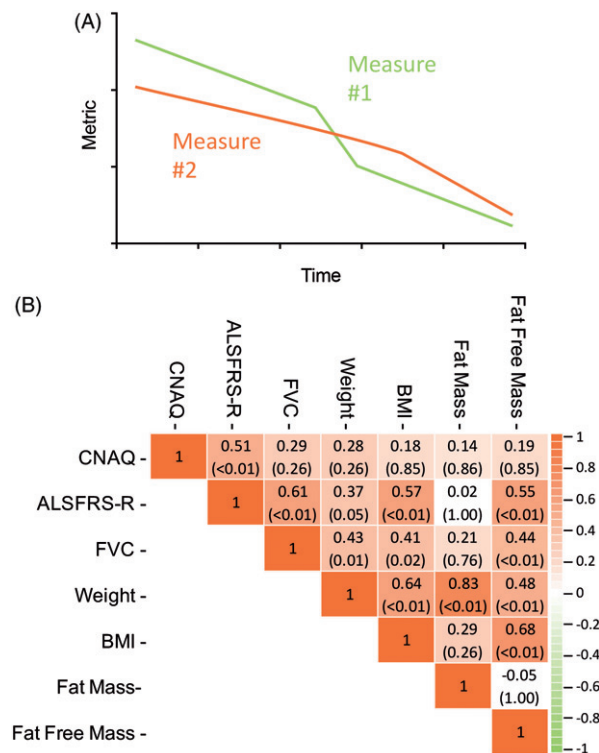 (A)
Metric
Measure
#1
Measure
#2
Time
(B)
CNAQ
ALSFRS-R
FVC
Weight
BMI
Fat Mass
Fat Free Mass
CNAQ - 1 0.51 0.29 0.28 0.18 0.14 0.19
(<0.01) (0.26) (0.26) (0.85) (0.86) (0.85)
ALSFRS-R - 1 0.61 0.37 0.57 0.02 0.55
(<0.01) (0.05) (<0.01) (1.00) (<0.01)
FVC - 1 0.43 0.41 0.21 0.44
(0.01) (0.02) (0.76) (<0.01)
Weight - 1 0.64 0.83 0.48
(<0.01) (<0.01) (<0.01)
BMI - 1 0.29 0.68
(0.26) (<0.01)
Fat Mass- 1 -0.05
(1.00)
Fat Free Mass - 1
1
0.8
0.6
0.4
0.2
0
-0.2
-0.4
-0.6
-0.8
-1